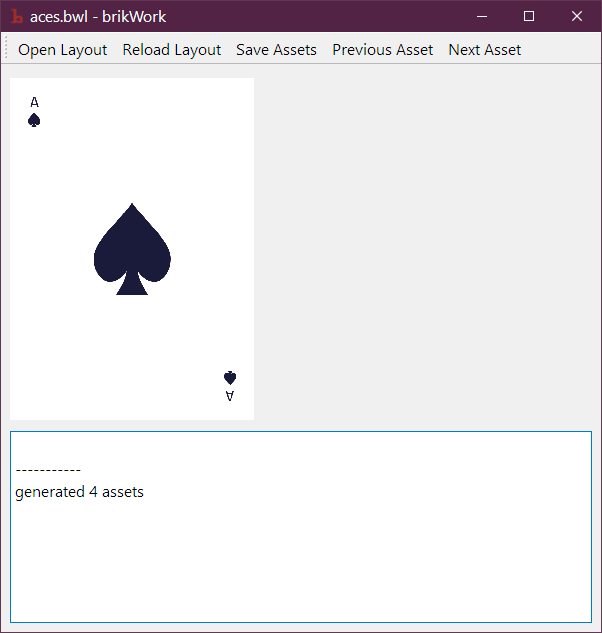 aces.bwl - brikWork
Open Layout Reload Layout Save Assets Previous Asset Next Asset
A
A
-----------
generated 4 assets